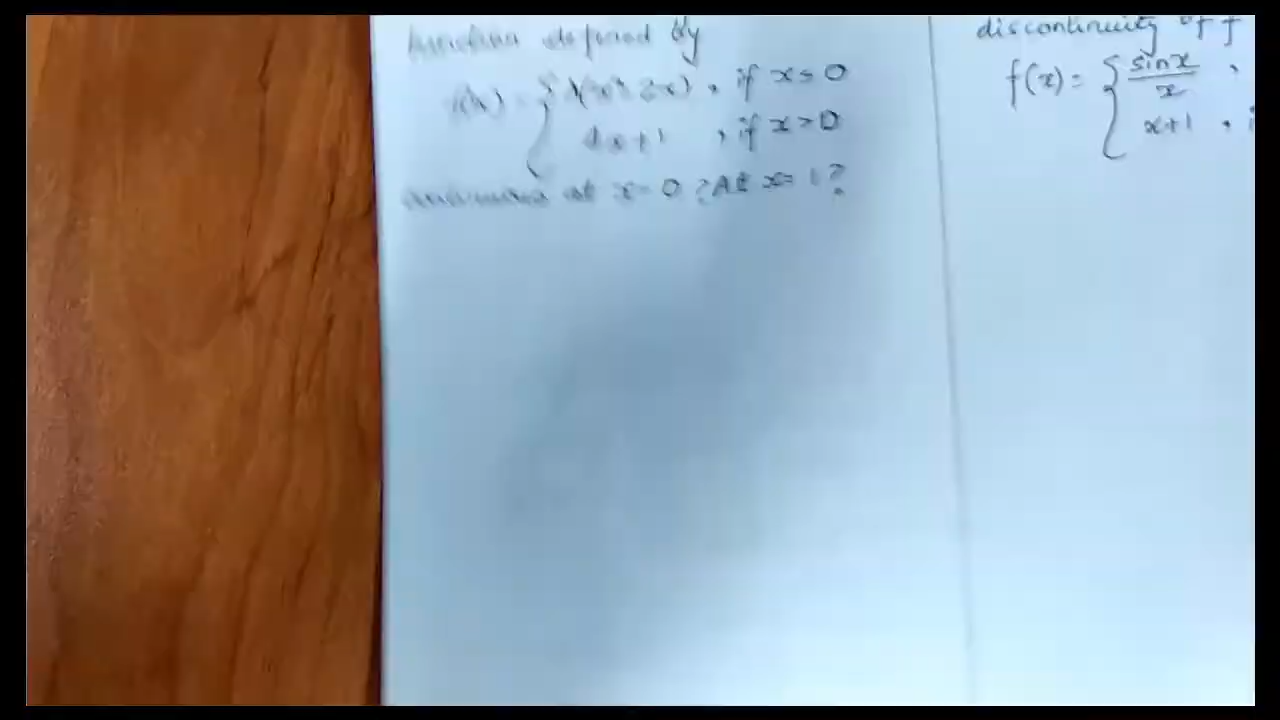 function defined by
f(x) = { λ(x²-2x), if x ≤ 0
4x+1 , if x>0
continuous at x=0? At x=1?
discontinuity of f
f(x) = { sinx/x ,
x+1 ,